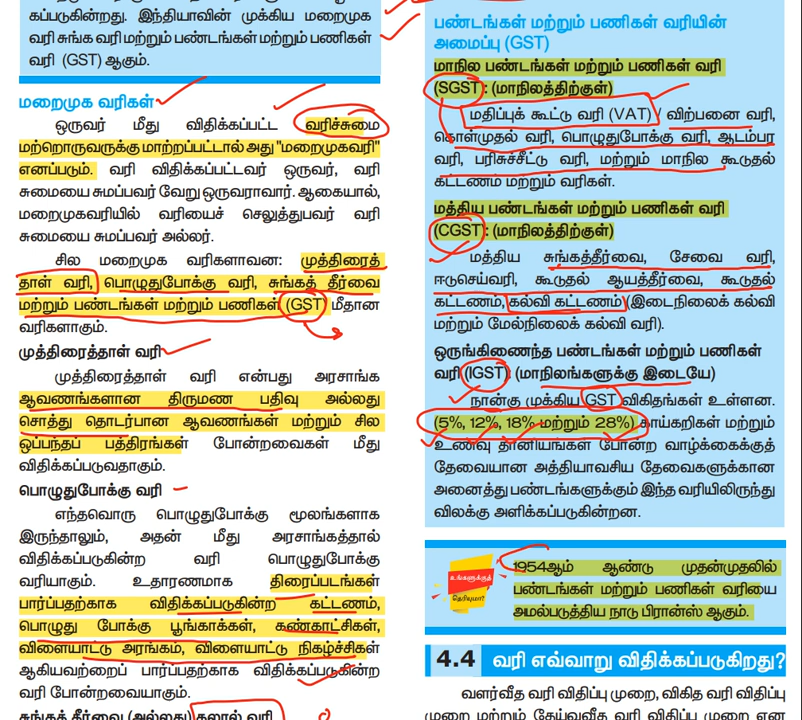 கப்படுகின்றது. இந்தியாவின் முக்கிய மறைமுக
வரி சுங்க வரி மற்றும் பண்டங்கள் மற்றும் பணிகள்
வரி (GST) ஆகும்.
மறைமுக வரிகள்
ஒருவர் மீது விதிக்கப்பட்ட வரிச்சுமை
மற்றொருவருக்கு மாற்றப்பட்டால் அது "மறைமுகவரி"
எனப்படும். வரி விதிக்கப்பட்டவர் ஒருவர், வரி
சுமையை சுமப்பவர் வேறு ஒருவராவார். ஆகையால்,
மறைமுகவரியில் வரியைச் செலுத்துபவர் வரி
சுமையை சுமப்பவர் அல்லர்.
சில மறைமுக வரிகளாவன: முத்திரைத்
தாள் வரி, பொழுதுபோக்கு வரி, சுங்கத் தீர்வை
மற்றும் பண்டங்கள் மற்றும் பணிகள் (GST) மீதான
வரிகளாகும்.
முத்திரைத்தாள் வரி
முத்திரைத்தாள் வரி என்பது அரசாங்க
ஆவணங்களான திருமண பதிவு அல்லது
சொத்து தொடர்பான ஆவணங்கள் மற்றும் சில
ஒப்பந்தப் பத்திரங்கள் போன்றவைகள் மீது
விதிக்கப்படுவதாகும்.
பொழுதுபோக்கு வரி
எந்தவொரு பொழுதுபோக்கு மூலங்களாக
இருந்தாலும், அதன் மீது அரசாங்கத்தால்
விதிக்கப்படுகின்ற வரி பொழுதுபோக்கு
வரியாகும். உதாரணமாக திரைப்படங்கள்
பார்ப்பதற்காக விதிக்கப்படுகின்ற கட்டணம்,
பொழுது போக்கு பூங்காக்கள், கண்காட்சிகள்,
விளையாட்டு அரங்கம், விளையாட்டு நிகழ்ச்சிகள்
ஆகியவற்றைப் பார்ப்பதற்காக விதிக்கப்படுகின்ற
வரி போன்றவையாகும்.
சுங்கத் தீர்வை (அல்லது) கலால் வரி
பண்டங்கள் மற்றும் பணிகள் வரியின்
அமைப்பு (GST)
மாநில பண்டங்கள் மற்றும் பணிகள் வரி
(SGST): (மாநிலத்திற்குள்)
மதிப்புக் கூட்டு வரி (VAT) / விற்பனை வரி,
கொள்முதல் வரி, பொழுதுபோக்கு வரி, ஆடம்பர
வரி, பரிசுச்சீட்டு வரி, மற்றும் மாநில கூடுதல்
கட்டணம் மற்றும் வரிகள்.
மத்திய பண்டங்கள் மற்றும் பணிகள் வரி
(CGST): (மாநிலத்திற்குள்)
மத்திய சுங்கத்தீர்வை, சேவை வரி,
ஈடுசெய்வரி, கூடுதல் ஆயத்தீர்வை, கூடுதல்
கட்டணம், கல்வி கட்டணம் (இடைநிலைக் கல்வி
மற்றும் மேல்நிலைக் கல்வி வரி).
ஒருங்கிணைந்த பண்டங்கள் மற்றும் பணிகள்
வரி (IGST): (மாநிலங்களுக்கு இடையே)
நான்கு முக்கிய GST விகிதங்கள் உள்ளன.
(5%, 12%, 18% மற்றும் 28%) காய்கறிகள் மற்றும்
உணவு தானியங்கள் போன்ற வாழ்க்கைக்குத்
தேவையான அத்தியாவசிய தேவைகளுக்கான
அனைத்து பண்டங்களுக்கும் இந்த வரியிலிருந்து
விலக்கு அளிக்கப்படுகின்றன.
உங்களுக்குத்
தெரியுமா?
1954ஆம் ஆண்டு முதன்முதலில்
பண்டங்கள் மற்றும் பணிகள் வரியை
அமல்படுத்திய நாடு பிரான்ஸ் ஆகும்.
4.4 வரி எவ்வாறு விதிக்கப்படுகிறது?
வளர்வீத வரி விதிப்பு முறை, விகித வரி விதிப்பு
முறை மற்றும் தேய்வுவீத வரி விதிப்பு முறை என